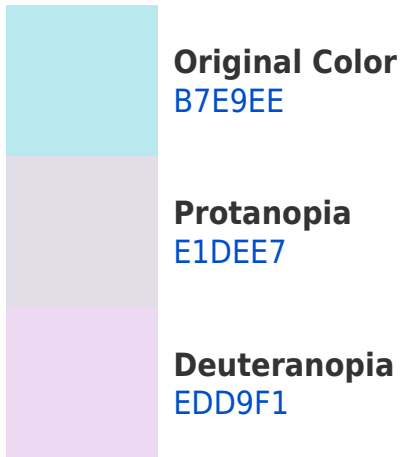 Original Color
B7E9EE
Protanopia
E1DEE7
Deuteranopia
EDD9F1